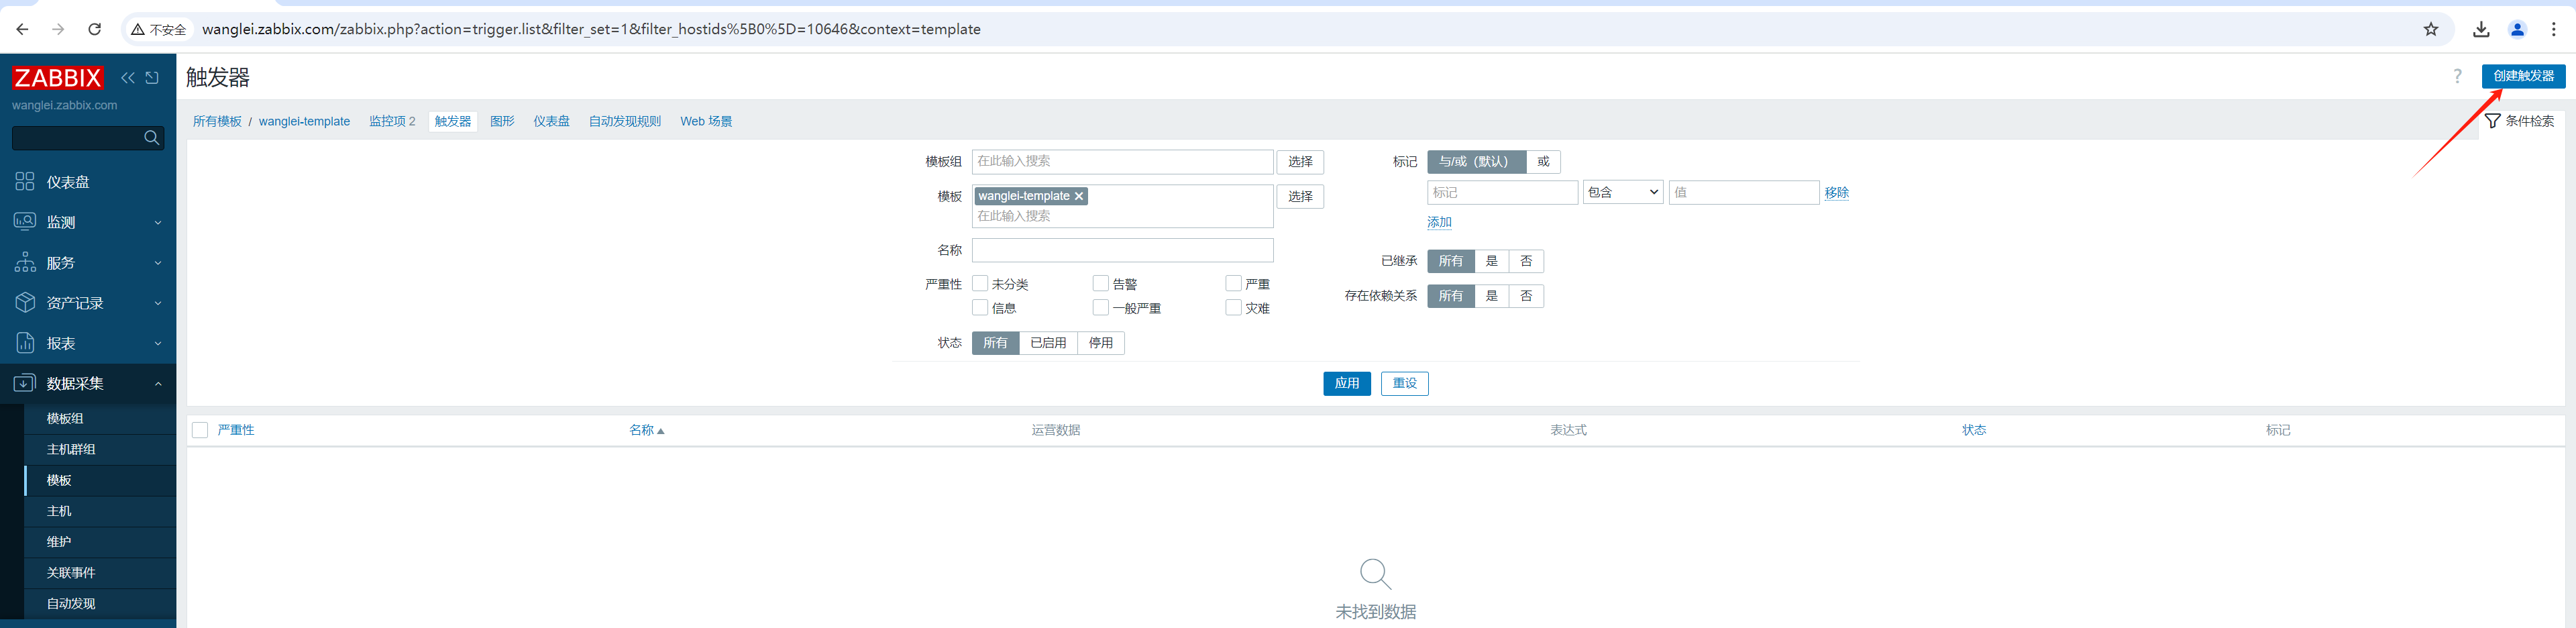 不安全 wanglei.zabbix.com/zabbix.php?action=trigger.list&filter_set=1&filter_hostids%5B0%5D=10646&context=template
ZABBIX
wanglei.zabbix.com
仪表盘
监测
服务
资产记录
报表
数据采集
模板组
主机群组
模板
主机
维护
关联事件
自动发现
触发器
? 创建触发器
所有模板 / wanglei-template 监控项 2 触发器 图形 仪表盘 自动发现规则 Web 场景
条件检索
模板组 在此输入搜索 选择
模板 wanglei-template 选择
在此输入搜索
名称
严重性 未分类 告警 严重
信息 一般严重 灾难
状态 所有 已启用 停用
标记 与/或（默认） 或
标记 包含 值 移除
添加
已继承 所有 是 否
存在依赖关系 所有 是 否
应用 重设
严重性 名称 运营数据 表达式 状态 标记
未找到数据